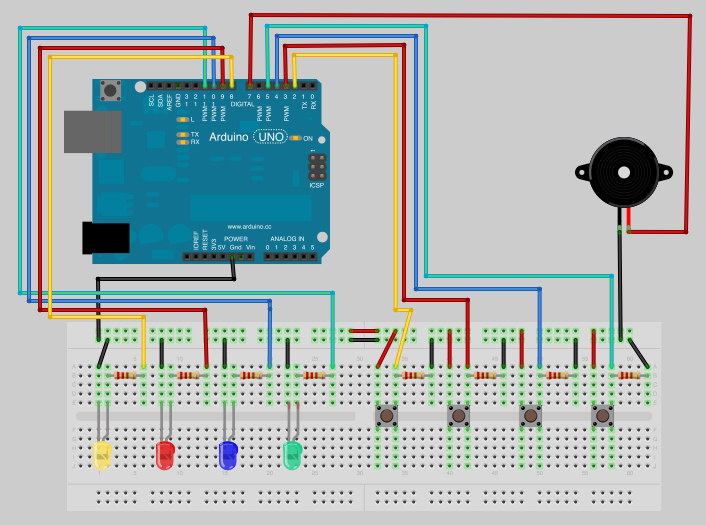 SCL
SDA
AREF
GND
13
12
11
10
9
8
7
6
5
4
3
2
1
0
PWM
PWM
PWM
PWM
PWM
PWM
TX
RX
DIGITAL
L
TX
RX
Arduino UNO
ON
1
ICSP
www.arduino.cc
POWER
ANALOG IN
IOREF
RESET
3V3
5V
Gnd
Vin
0 1 2 3 4 5